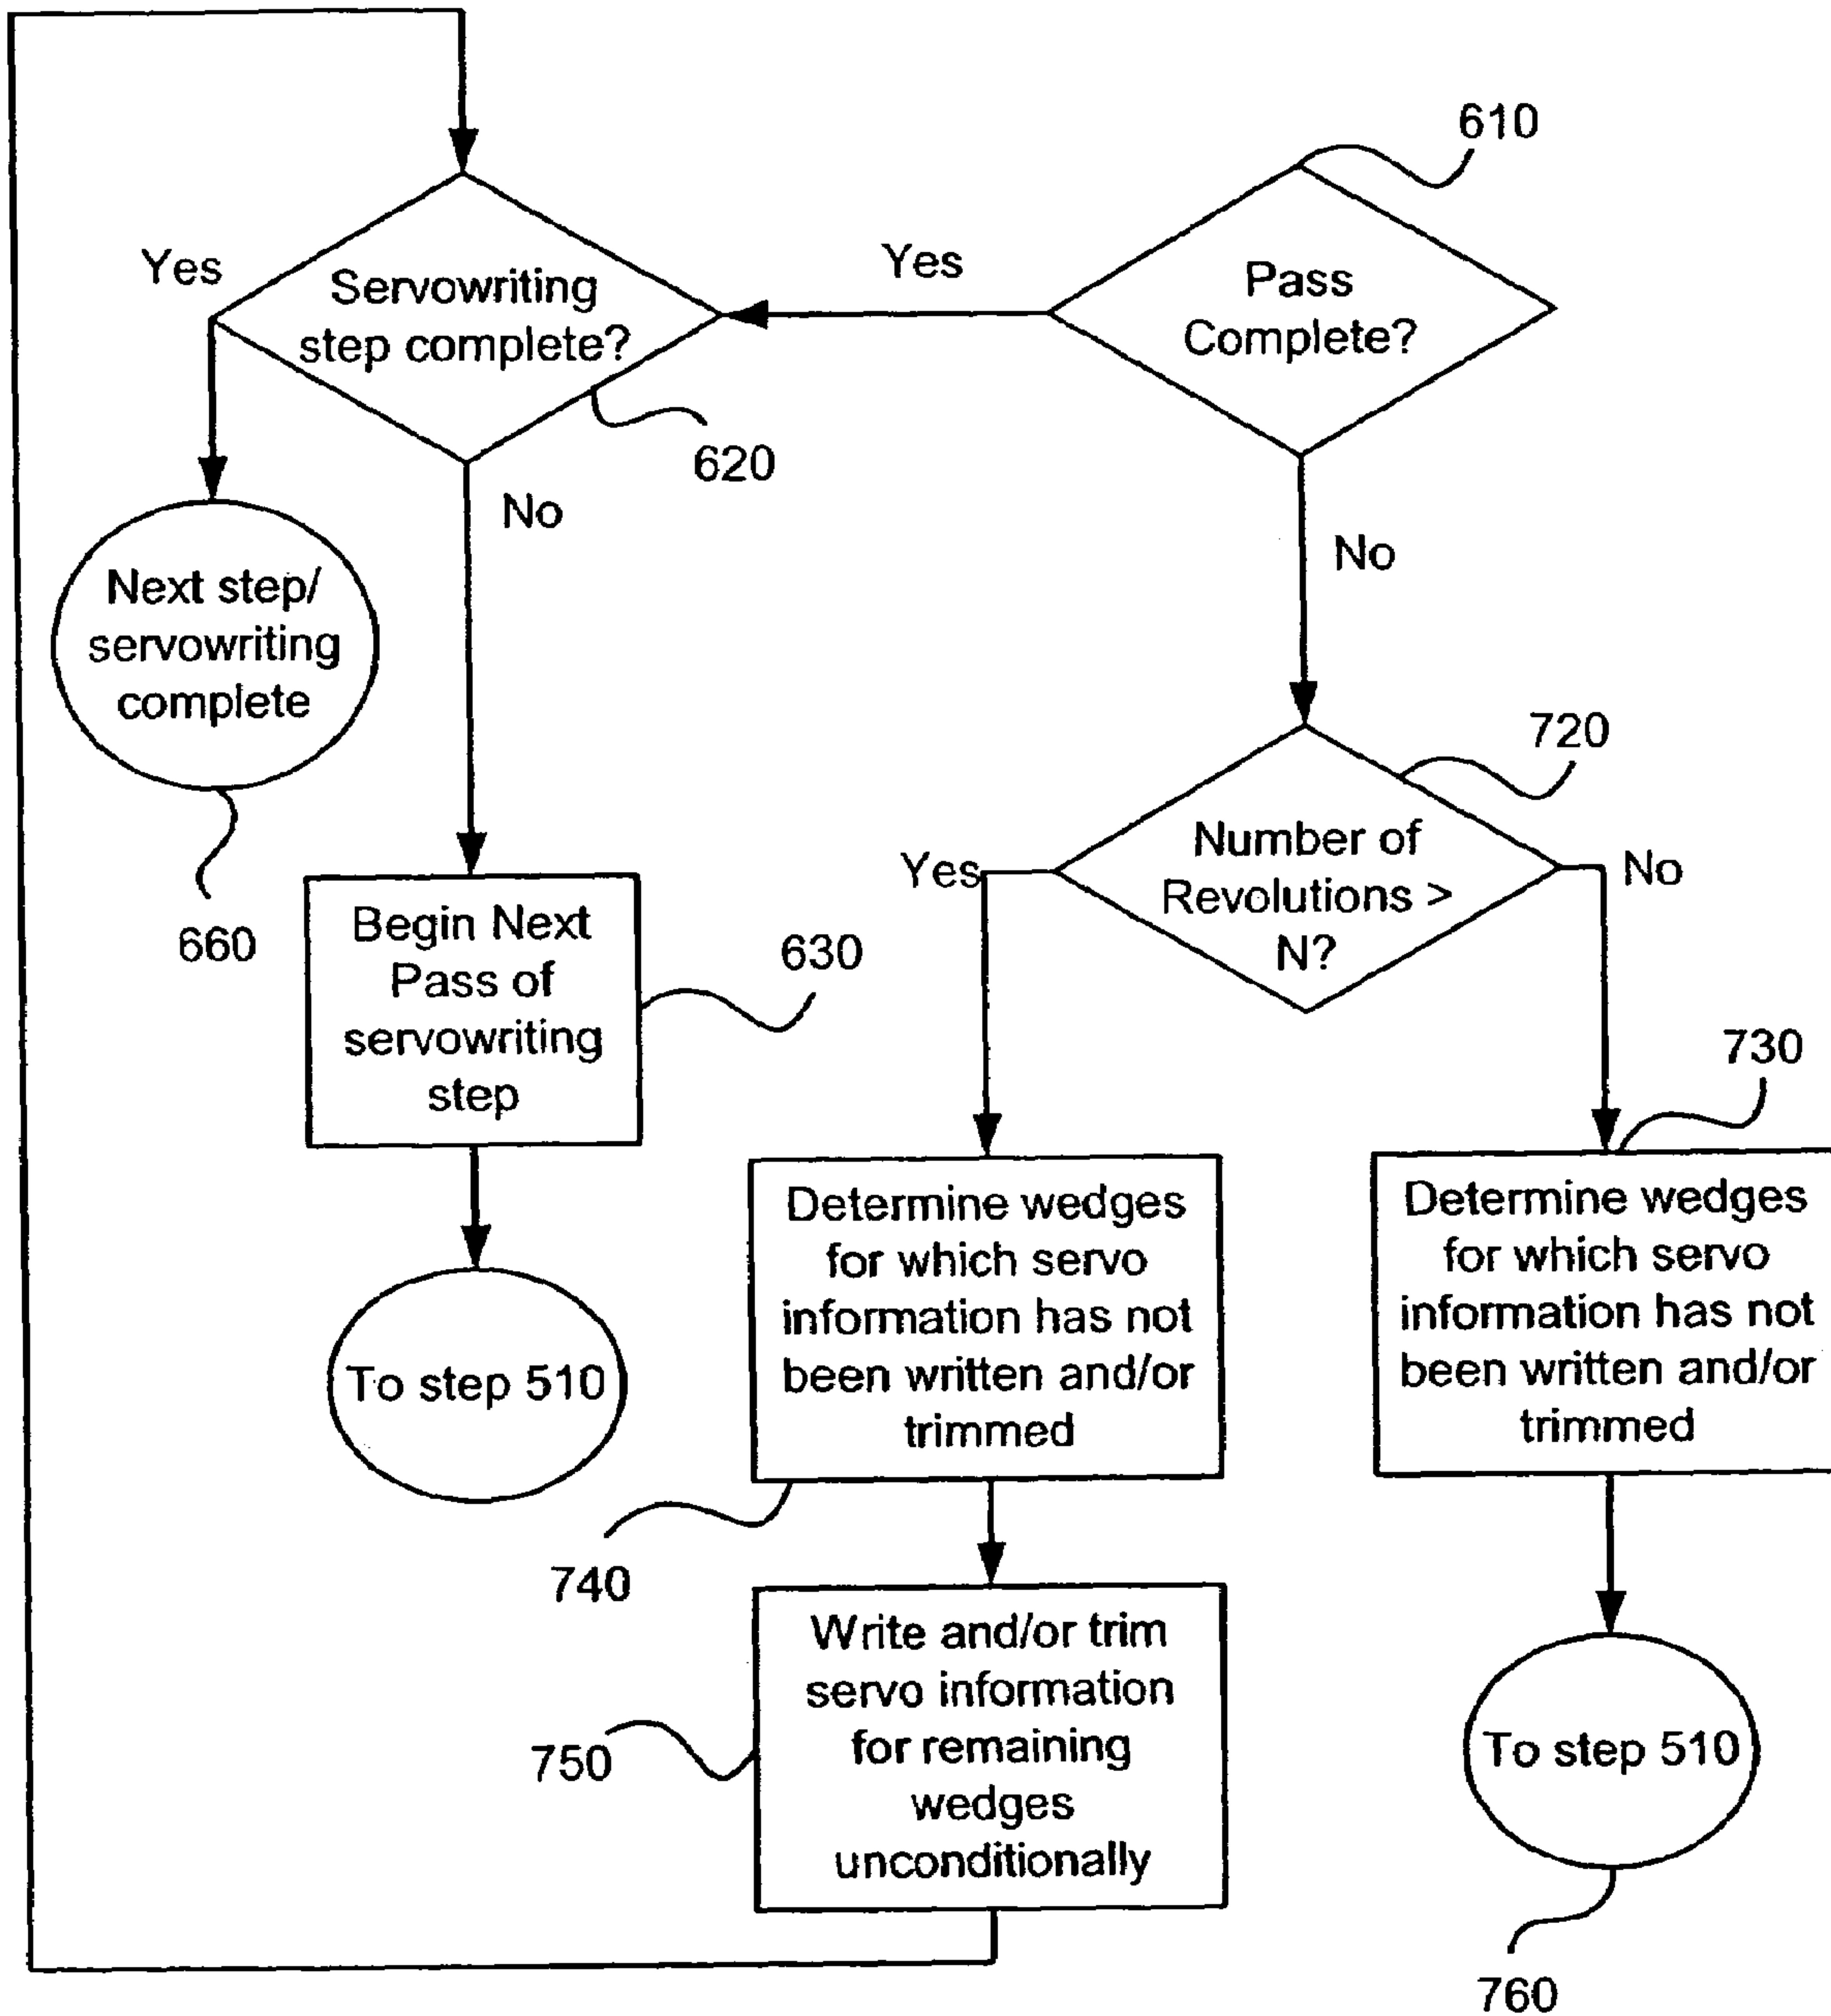 610
Yes
Servowriting
step complete?
Yes
Pass
Complete?
620
No
No
Next step/
servowriting
complete
660
720
Number of
Revolutions >
N?
Yes
No
Begin Next
Pass of
servowriting
step
630
730
Determine wedges
for which servo
information has not
been written and/or
trimmed
Determine wedges
for which servo
information has not
been written and/or
trimmed
To step 510
740
Write and/or trim
servo information
for remaining
wedges
unconditionally
750
To step 510
760